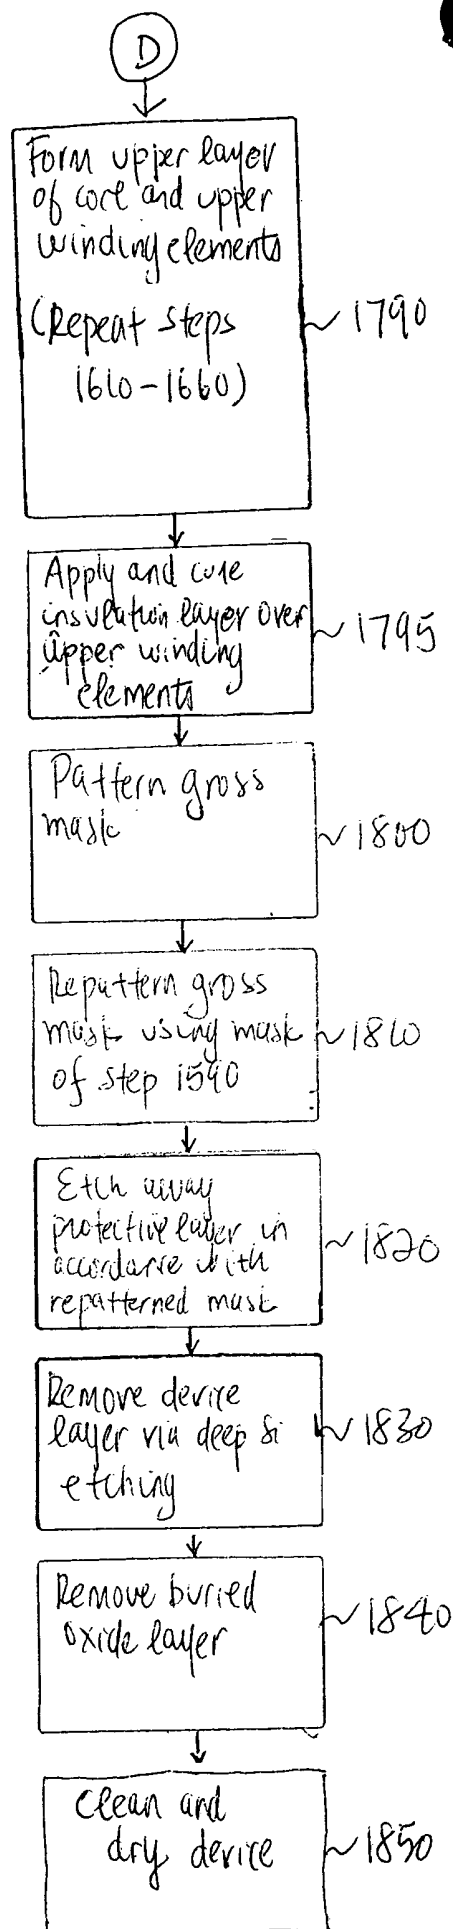 D
Form upper layer
of core and upper
winding elements
(Repeat steps
1610-1660)
1790
Apply and cure
insulation layer over
upper winding
elements
1795
Pattern gross
mask
1800
Repattern gross
mask using mask
of step 1590
1810
Etch away
protective layer in
accordance with
repatterned mask
1820
Remove device
layer via deep Si
etching
1830
Remove buried
oxide layer
1840
Clean and
dry device
1850